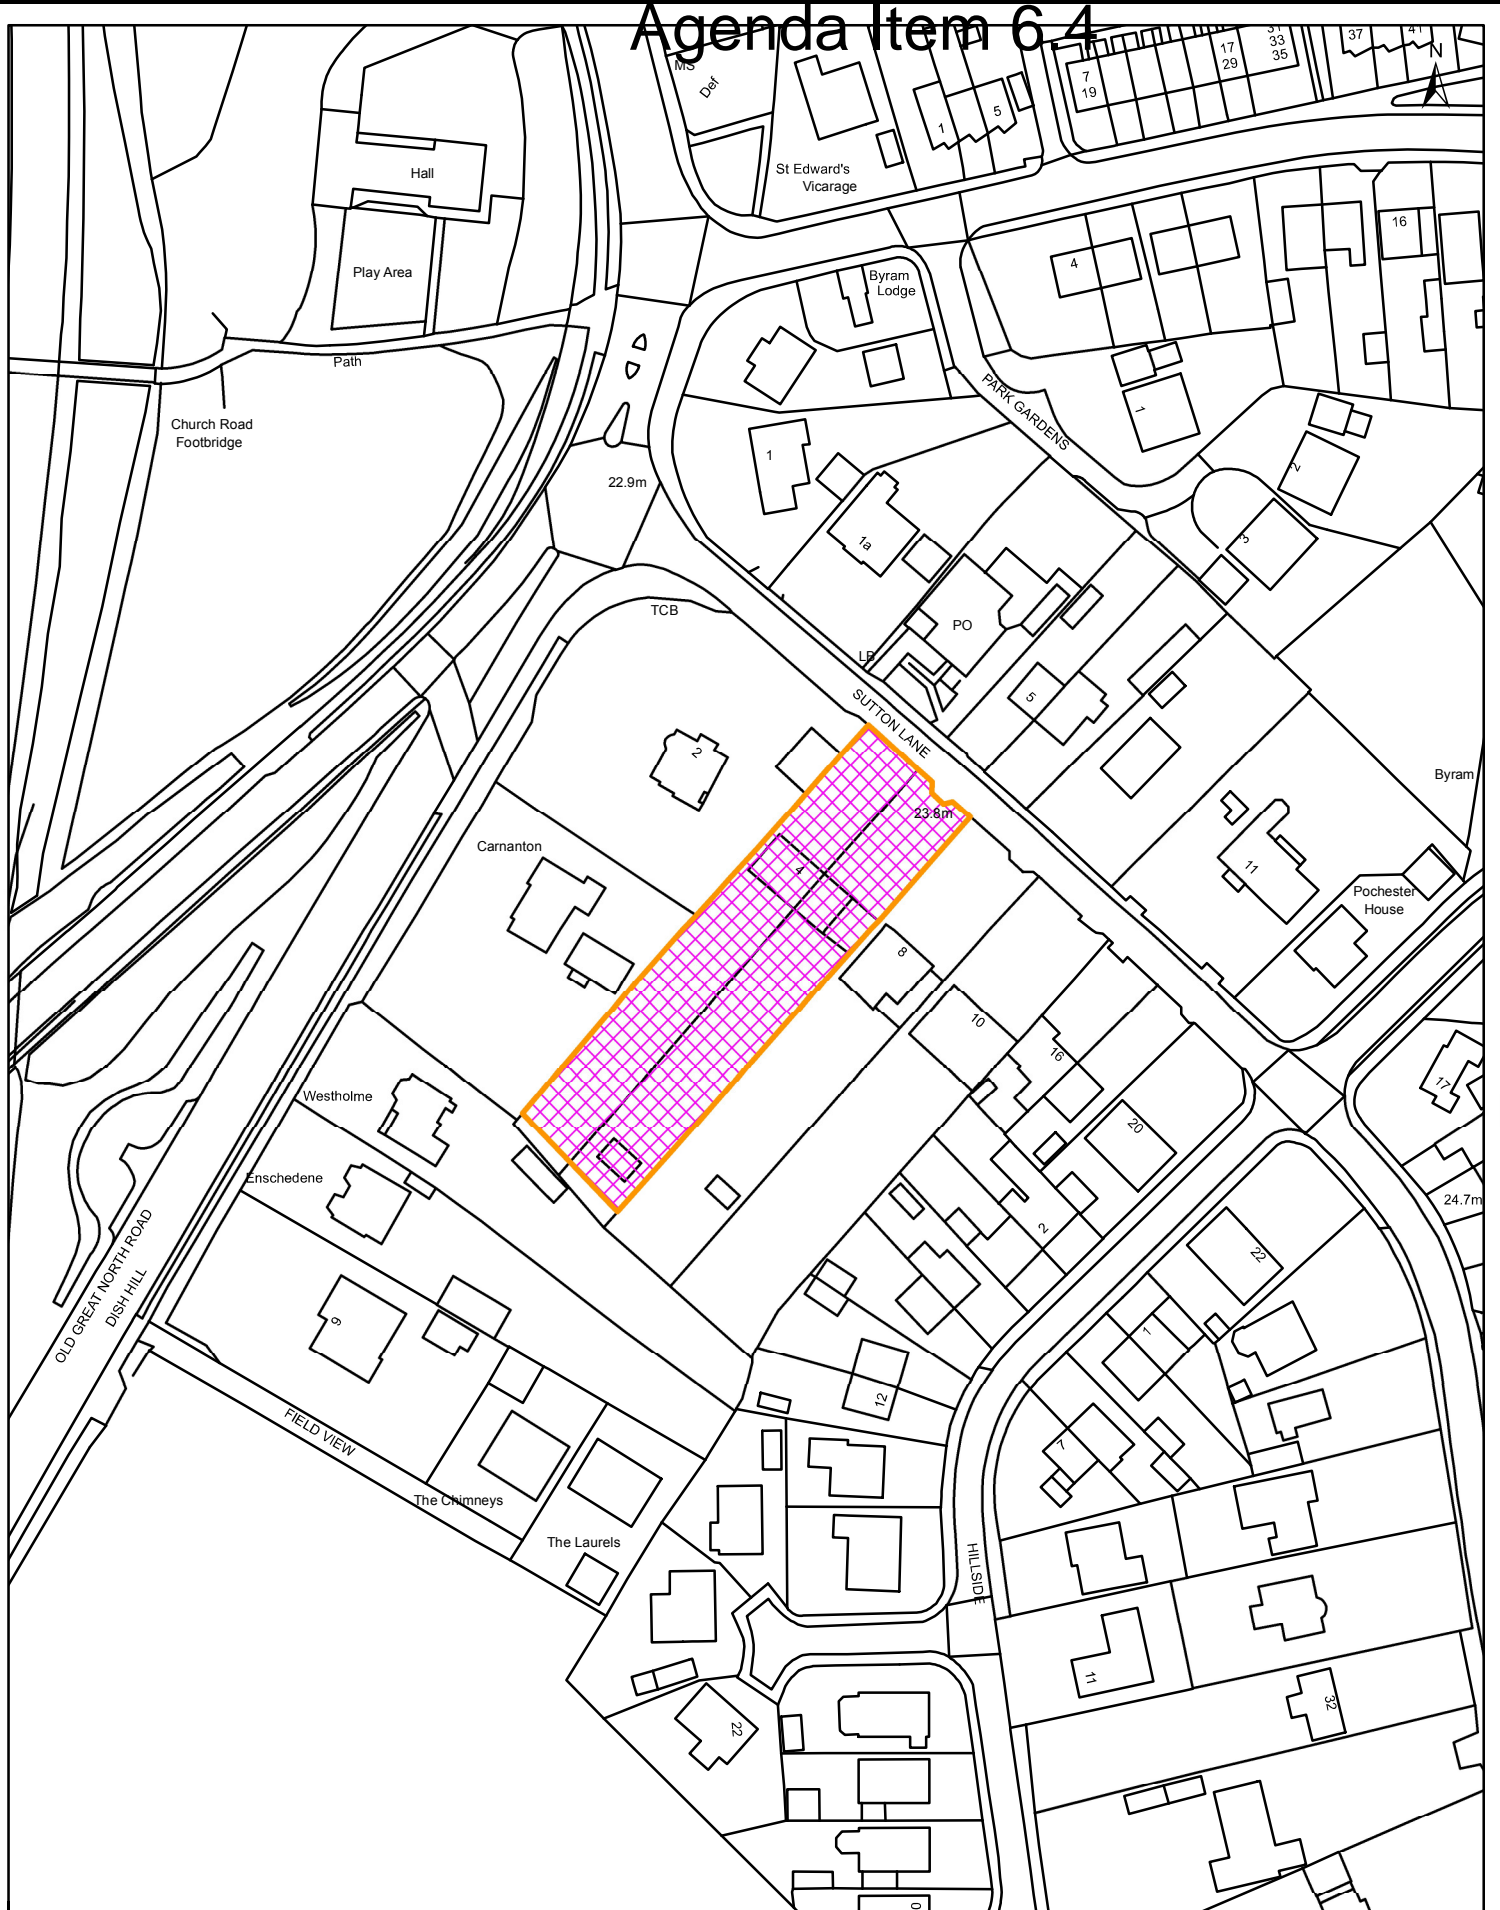 Agenda Item 6.4
MS
Def
7
19
17
29
31
33
35
37
41
N
1
5
Hall
St Edward's
Vicarage
16
Play Area
4
Byram
Lodge
Path
PARK GARDENS
1
Church Road
Footbridge
1
2
22.9m
1a
3
TCB
PO
LB
5
SUTTON LANE
2
Byram
23.8m
Carnanton
4
11
Pochester
House
8
10
16
17
Westholme
20
Enschedene
24.7m
2
22
OLD GREAT NORTH ROAD
DISH HILL
9
1
12
FIELD VIEW
7
The Chimneys
The Laurels
HILLSIDE
11
32
22
0